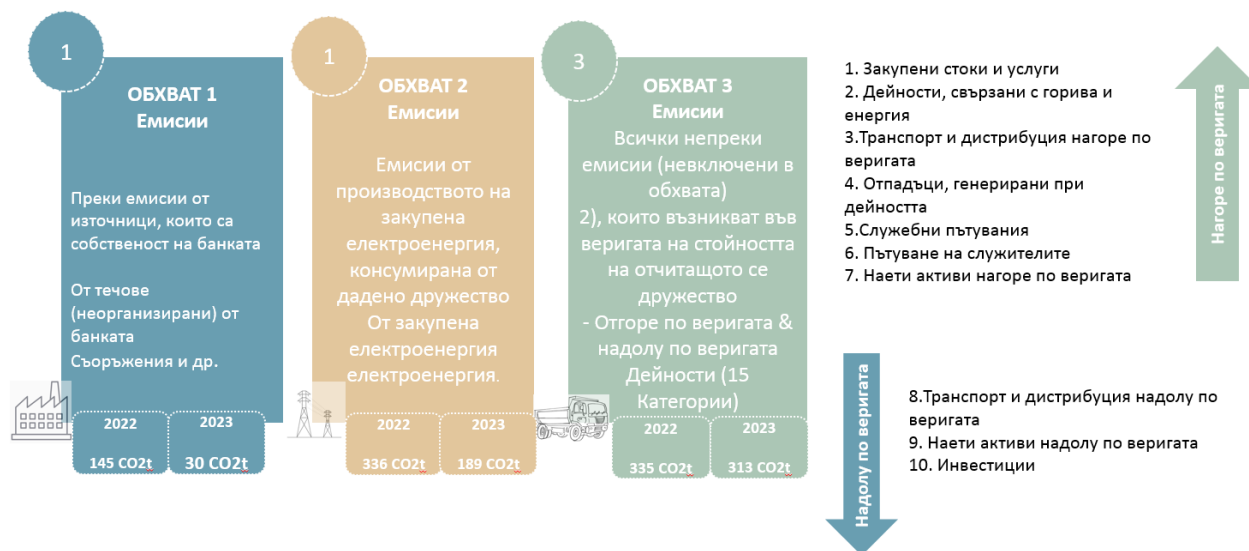 1
ОБХВАТ 1
Емисии
Преки емисии от
източници, които са
собственост на банката
От течове
(неорганизирани) от
банката
Съоръжения и др.
2022
145 CO2t
2023
30 CO2t
1
ОБХВАТ 2
Емисии
Емисии от
производството на
закупена
електроенергия,
консумирана от
дадено дружество
От закупена
електроенергия
електроенергия.
2022
336 CO2t
2023
189 CO2t
3
ОБХВАТ 3
Емисии
Всички непреки
емисии (невключени в
обхвата)
2), които възникват във
веригата на стойността
на отчитащото се
дружество
- Отгоре по веригата &
надолу по веригата
Дейности (15
Категории)
2022
335 CO2t
2023
313 CO2t
1. Закупени стоки и услуги
2. Дейности, свързани с горива и
енергия
3.Транспорт и дистрибуция нагоре по
веригата
4. Отпадъци, генерирани при
дейността
5.Служебни пътувания
6. Пътуване на служителите
7. Наети активи нагоре по веригата
Нагоре по веригата
Надолу по веригата
8.Транспорт и дистрибуция надолу по
веригата
9. Наети активи надолу по веригата
10. Инвестиции